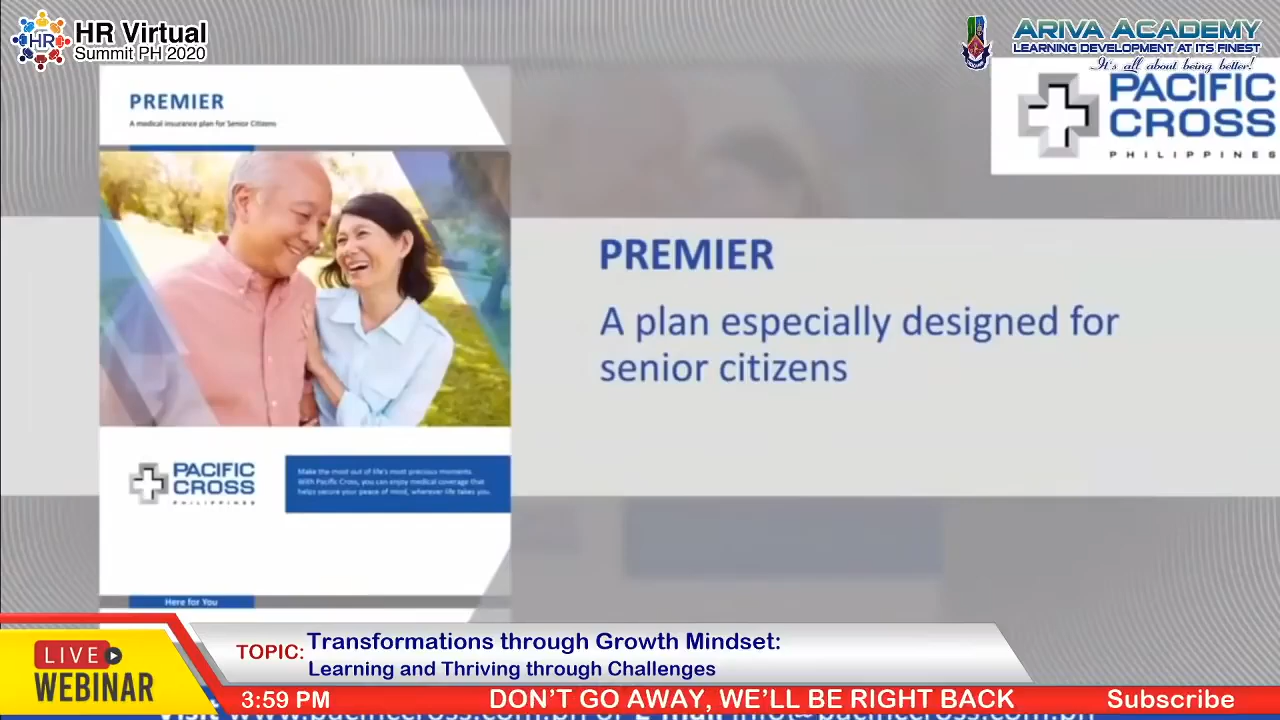 HR
HR Virtual
Summit PH 2020
ARIVA ACADEMY
LEARNING DEVELOPMENT AT ITS FINEST
It's all about being better!
PACIFIC
CROSS
PHILIPPINES
PREMIER
A medical insurance plan for Senior Citizens
PREMIER
A plan especially designed for
senior citizens
PACIFIC
CROSS
PHILIPPINES
Make the most out of life's most precious moments.
With Pacific Cross, you can enjoy medical coverage that
helps secure your peace of mind, wherever life takes you.
Here for You
LIVE
WEBINAR
TOPIC:
Transformations through Growth Mindset:
Learning and Thriving through Challenges
3:59 PM
DON'T GO AWAY, WE'LL BE RIGHT BACK
Subscribe